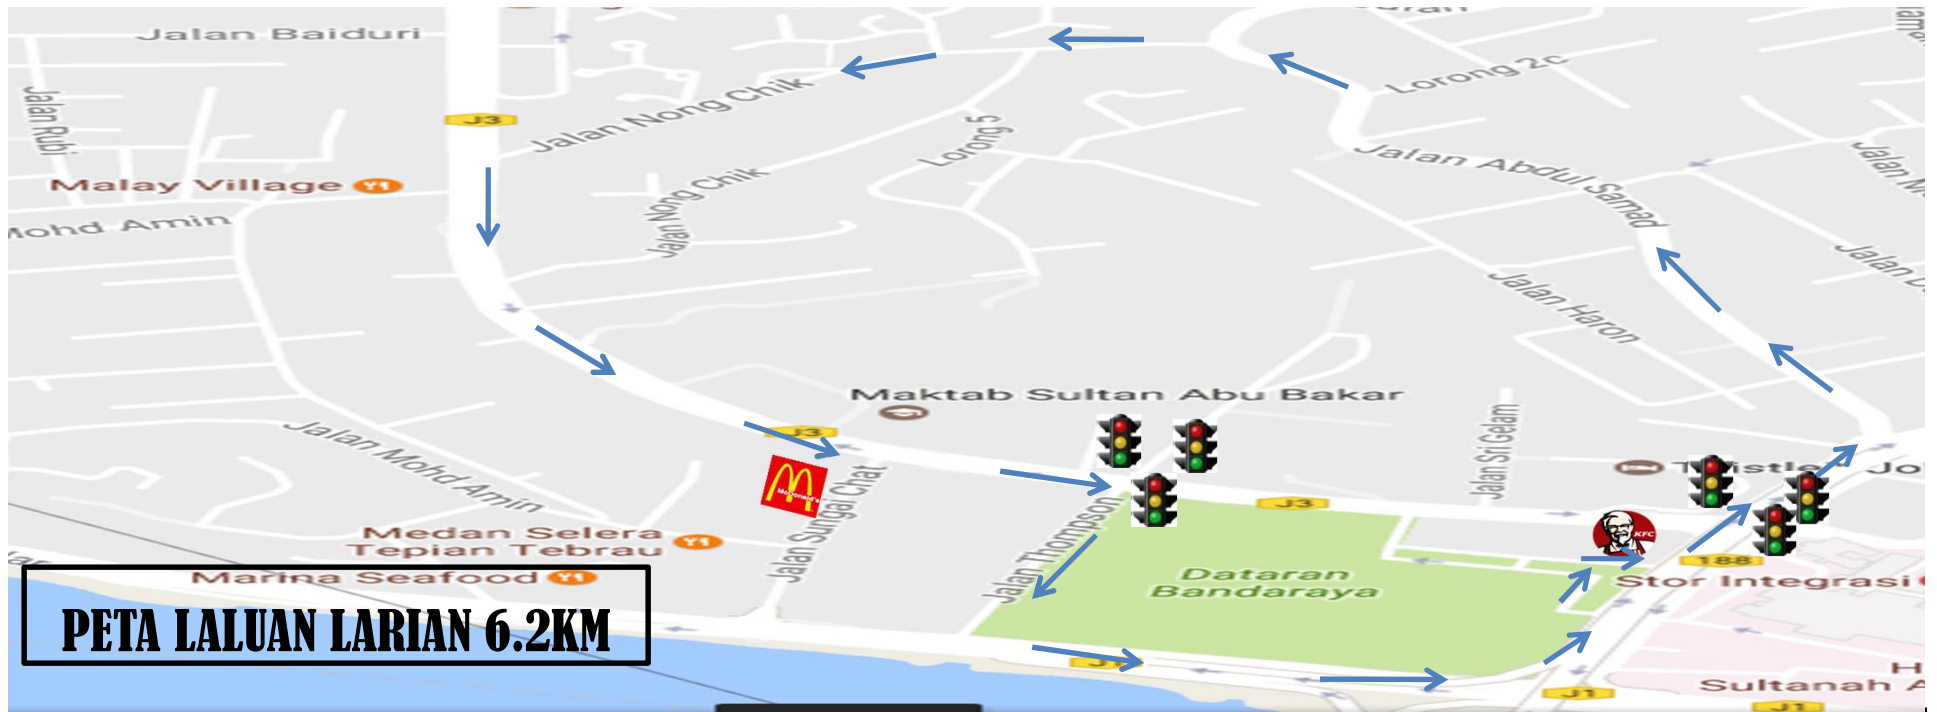 Jalan Baiduri
Jalan Rubi
J3
Jalan Nong Chik
Lorong 2c
Lorong 5
Jalan Abdul Samad
Malay Village
Mohd Amin
Jalan Nong Chik
Jalan Haron
Maktab Sultan Abu Bakar
J3
McDonald's
Jalan Sungai Chat
Jalan Mohd Amin
Jalan Sri Gelam
J3
KFC
188
Jalan Thompson
Medan Selera
Tepian Tebrau
Marina Seafood
Dataran
Bandaraya
Stor Integrasi
PETA LALUAN LARIAN 6.2KM
J1
Sultanah A
J1